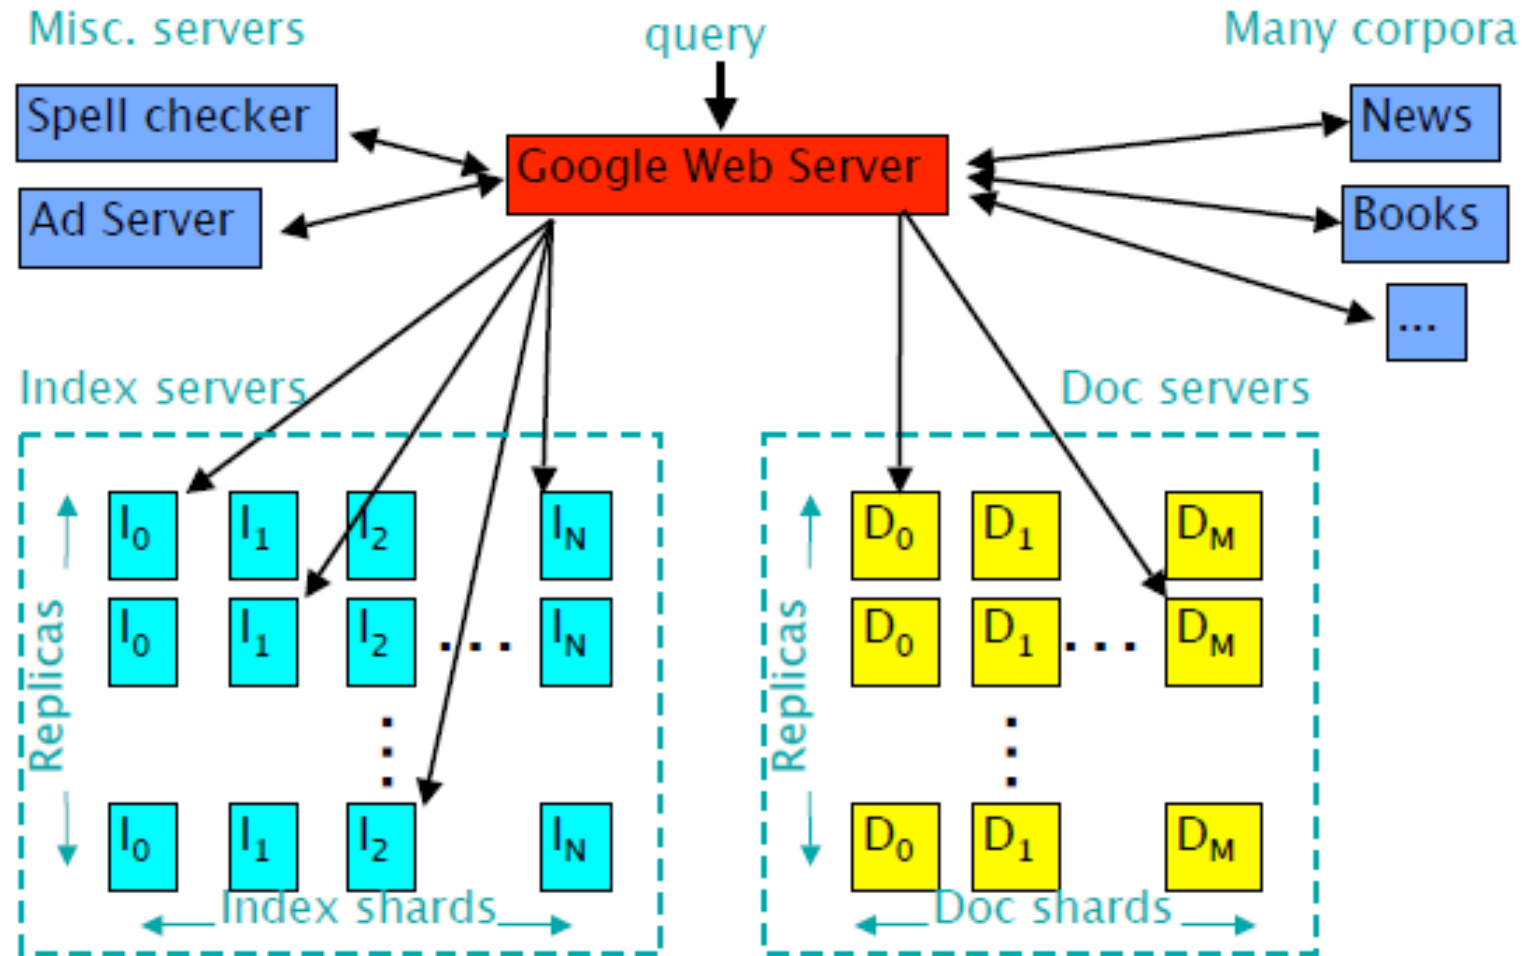 Misc. servers
query
Many corpora
Spell checker
News
Google Web Server
Ad Server
Books
...
Index servers
Doc servers
I0 I1 I2 IN
D0 D1 DM
Replicas
I0 I1 I2 ... IN
Replicas
D0 D1 ... DM
I0 I1 I2 IN
D0 D1 DM
Index shards
Doc shards